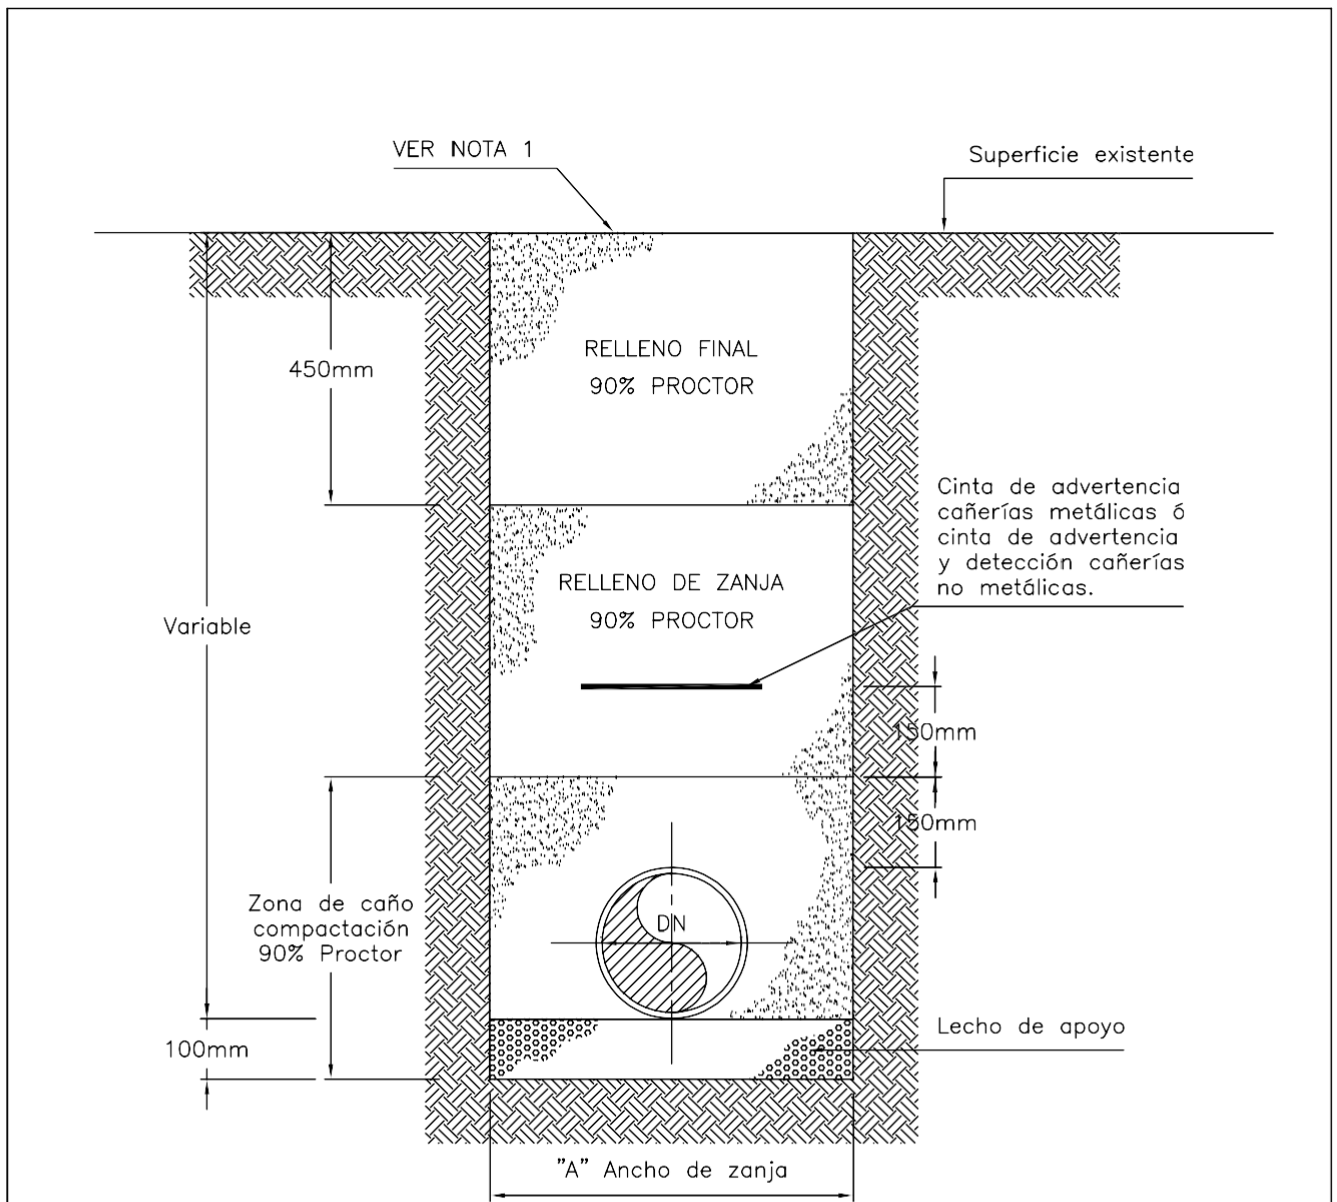 VER NOTA 1
Superficie existente
RELLENO FINAL
90% PROCTOR
450mm
Cinta de advertencia
cañerías metálicas ó
cinta de advertencia
y detección cañerías
no metálicas.
RELLENO DE ZANJA
90% PROCTOR
Variable
150mm
150mm
Zona de caño
compactación
90% Proctor
DN
Lecho de apoyo
100mm
"A" Ancho de zanja